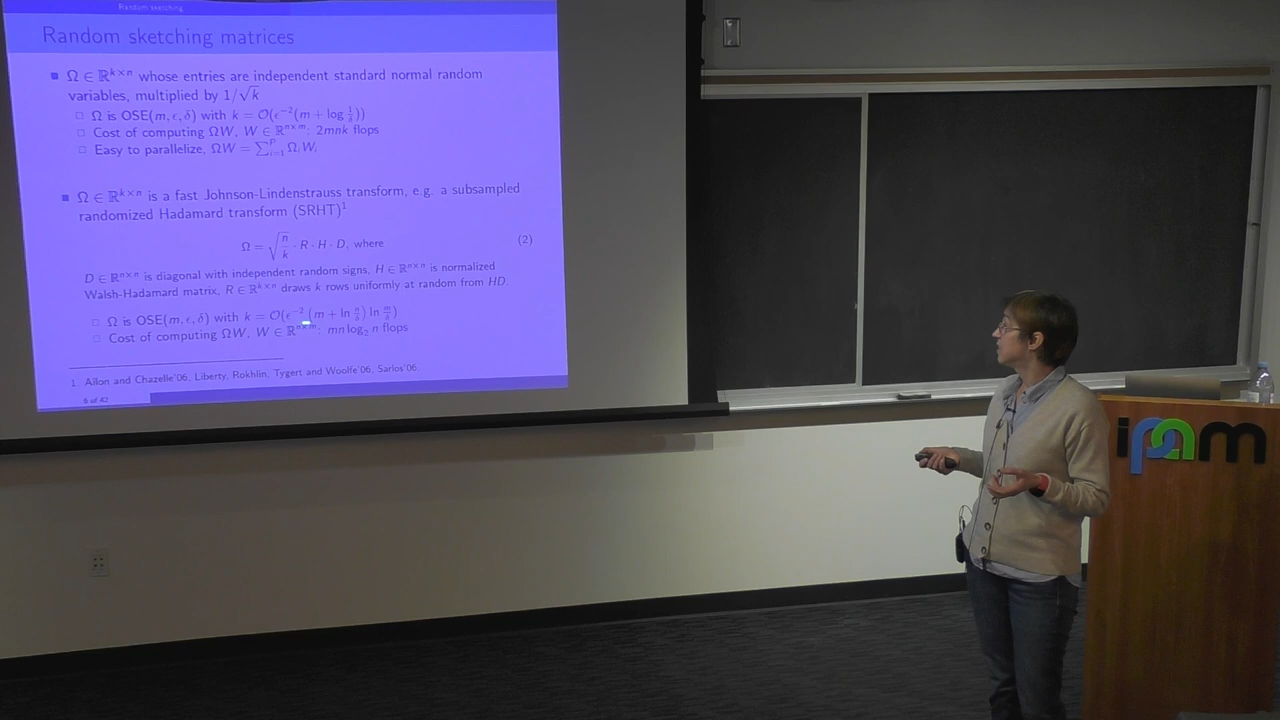 Random sketching
Random sketching matrices
Ω ∈ ℝ^{k×n} whose entries are independent standard normal random
variables, multiplied by 1/√k
Ω is OSE(m, ϵ, δ) with k = O(ϵ^{-2}(m + log 1/δ))
Cost of computing ΩW, W ∈ ℝ^{n×m}: 2mnk flops
Easy to parallelize, ΩW = ∑_{i=1}^{P} Ω_i W_i
Ω ∈ ℝ^{k×n} is a fast Johnson-Lindenstrauss transform, e.g. a subsampled
randomized Hadamard transform (SRHT)^1
Ω = √(n/k) · R · H · D, where (2)
D ∈ ℝ^{n×n} is diagonal with independent random signs, H ∈ ℝ^{n×n} is normalized
Walsh-Hadamard matrix, R ∈ ℝ^{k×n} draws k rows uniformly at random from HD.
Ω is OSE(m, ϵ, δ) with k = O(ϵ^{-2} (m + ln n/δ) ln m/δ)
Cost of computing ΩW, W ∈ ℝ^{n×m}: mn log_2 n flops
1 Ailon and Chazelle'06, Liberty, Rokhlin, Tygert and Woolfe'06, Sarlos'06.
of 42
ipam